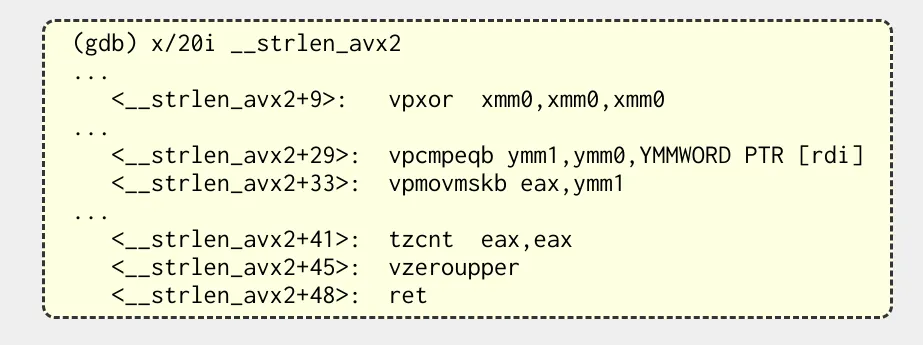 (gdb) x/20i __strlen_avx2
...
   <__strlen_avx2+9>:   vpxor  xmm0,xmm0,xmm0
...
   <__strlen_avx2+29>:  vpcmpeqb ymm1,ymm0,YMMWORD PTR [rdi]
   <__strlen_avx2+33>:  vpmovmskb eax,ymm1
...
   <__strlen_avx2+41>:  tzcnt  eax,eax
   <__strlen_avx2+45>:  vzeroupper
   <__strlen_avx2+48>:  ret